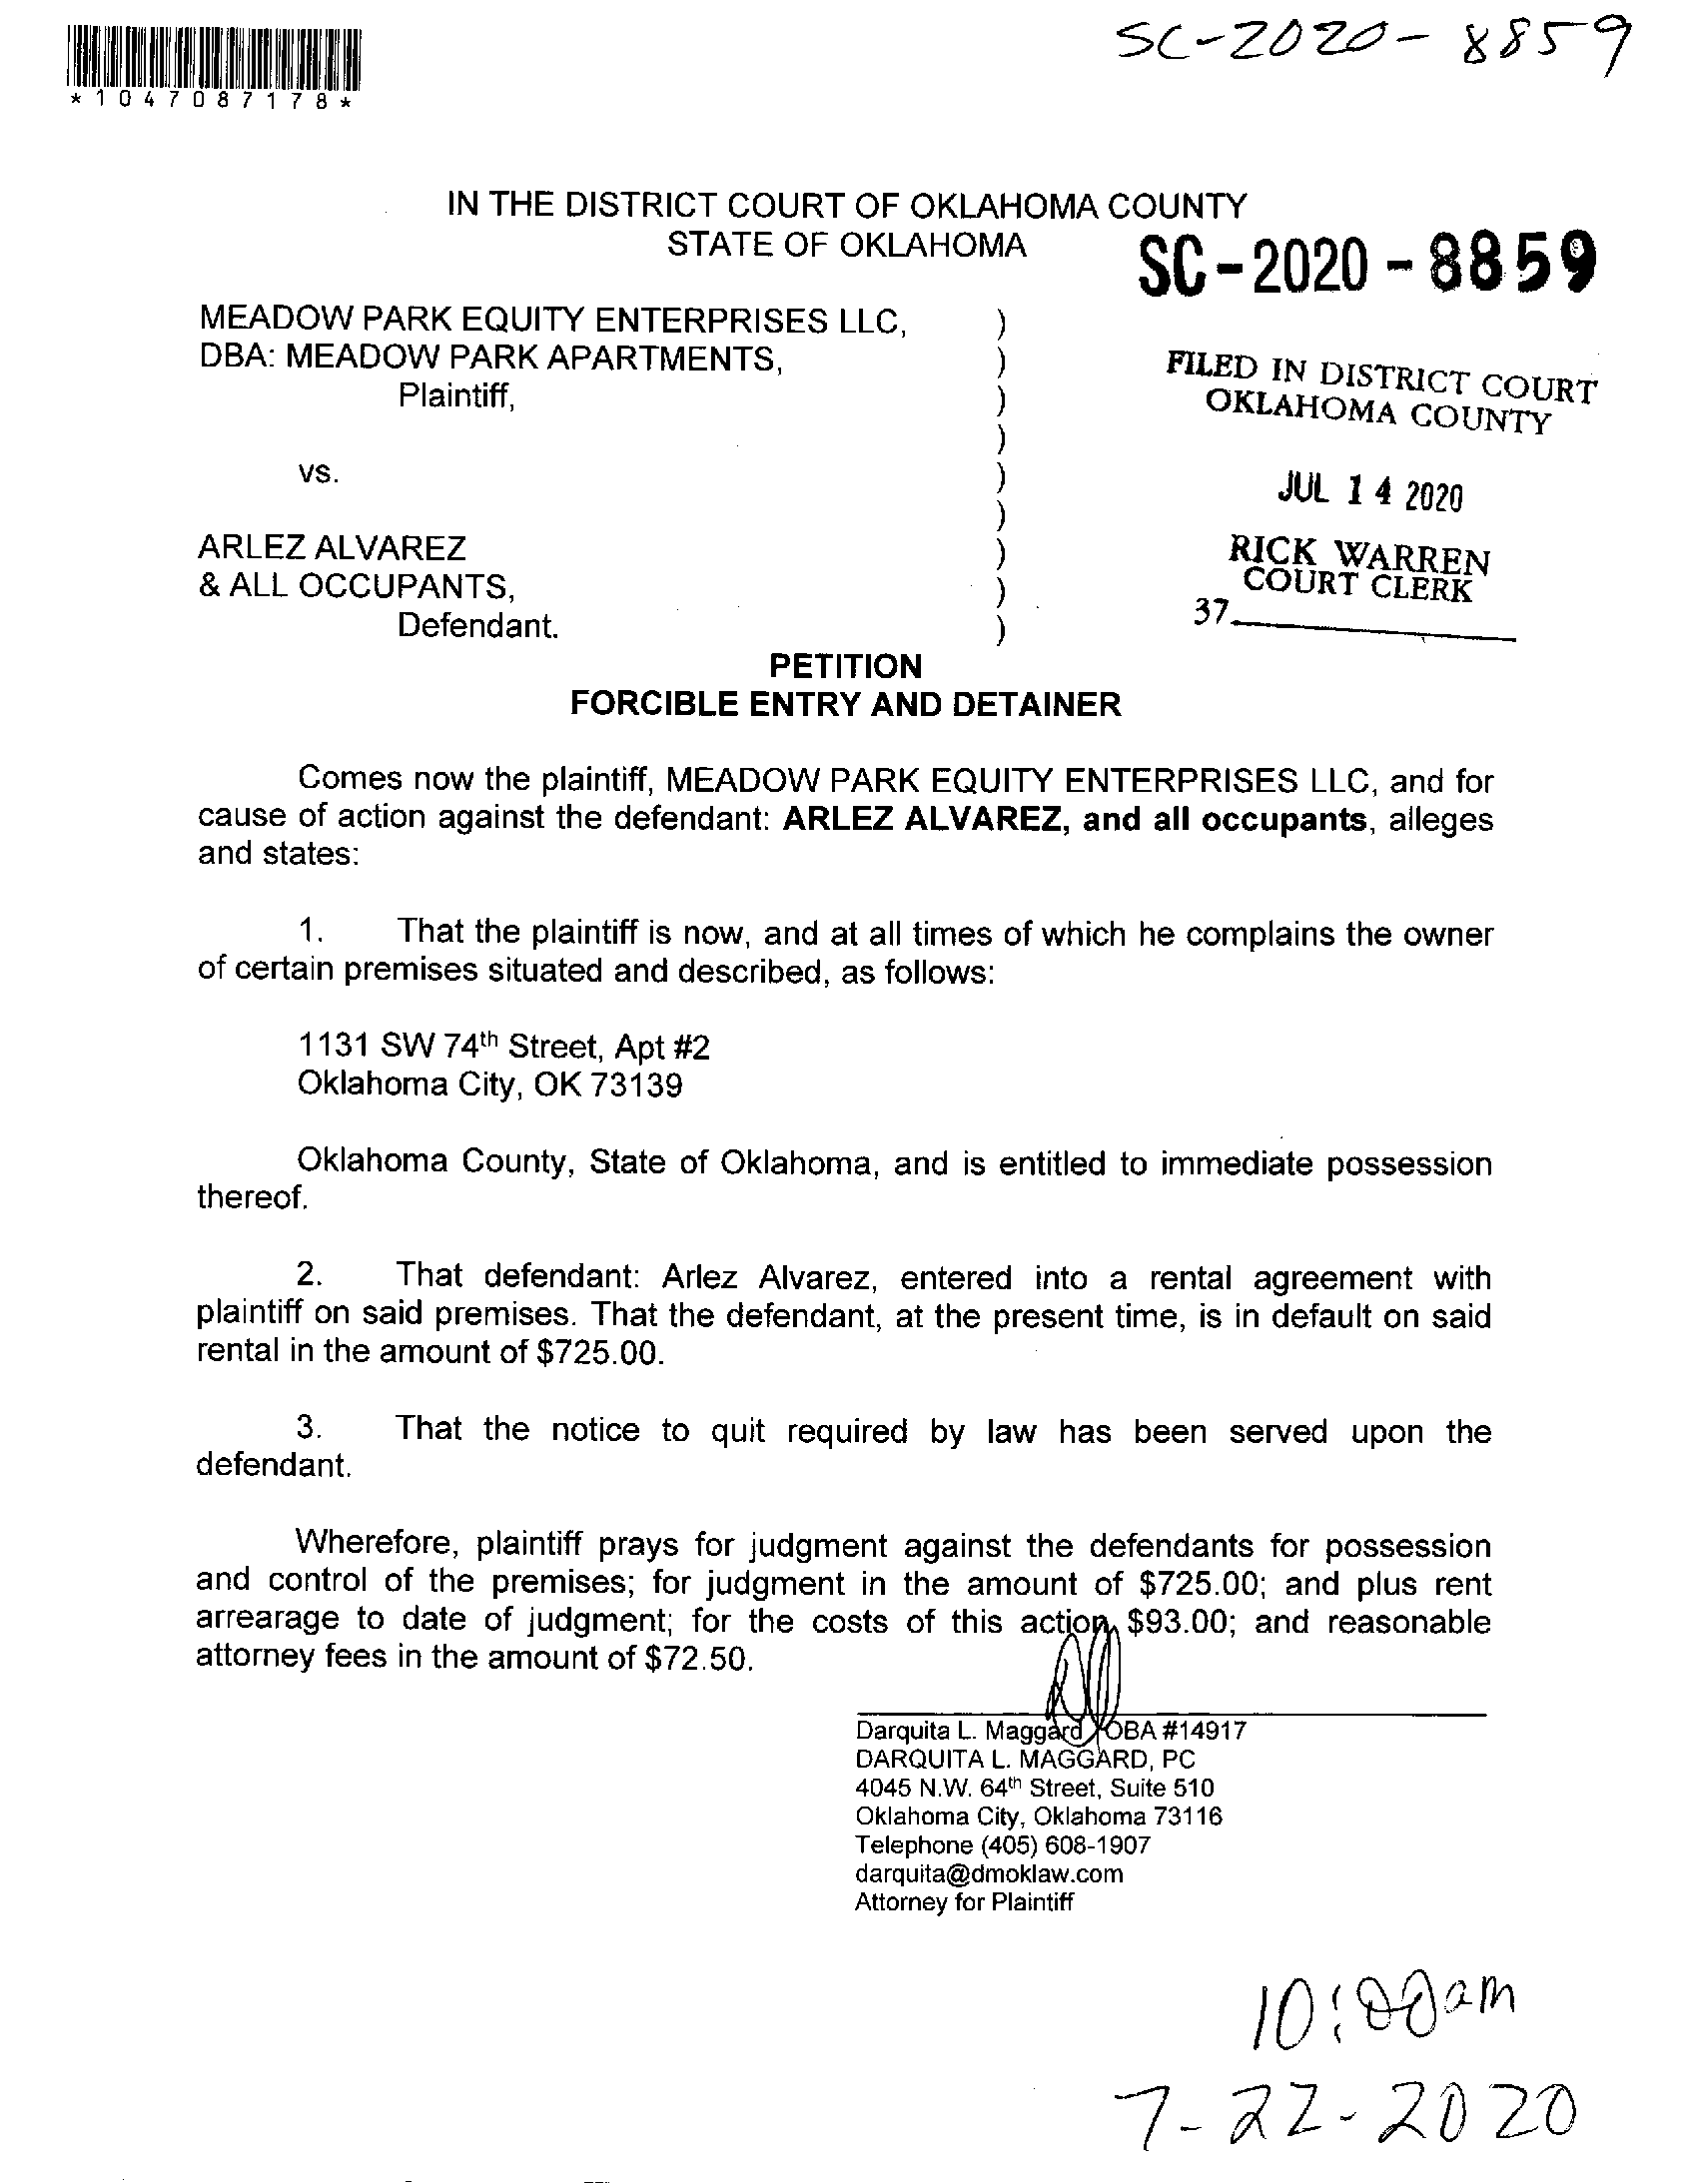 SC-2020-8859
*1047087178*
IN THE DISTRICT COURT OF OKLAHOMA COUNTY
STATE OF OKLAHOMA
SC-2020-8859
MEADOW PARK EQUITY ENTERPRISES LLC, )
DBA: MEADOW PARK APARTMENTS, )
Plaintiff, )
)
vs. )
)
ARLEZ ALVAREZ )
& ALL OCCUPANTS, )
Defendant. )
FILED IN DISTRICT COURT
OKLAHOMA COUNTY
JUL 14 2020
RICK WARREN
COURT CLERK
37
PETITION
FORCIBLE ENTRY AND DETAINER
Comes now the plaintiff, MEADOW PARK EQUITY ENTERPRISES LLC, and for
cause of action against the defendant: ARLEZ ALVAREZ, and all occupants, alleges
and states:
1. That the plaintiff is now, and at all times of which he complains the owner
of certain premises situated and described, as follows:
1131 SW 74th Street, Apt #2
Oklahoma City, OK 73139
Oklahoma County, State of Oklahoma, and is entitled to immediate possession
thereof.
2. That defendant: Arlez Alvarez, entered into a rental agreement with
plaintiff on said premises. That the defendant, at the present time, is in default on said
rental in the amount of $725.00.
3. That the notice to quit required by law has been served upon the
defendant.
Wherefore, plaintiff prays for judgment against the defendants for possession
and control of the premises; for judgment in the amount of $725.00; and plus rent
arrearage to date of judgment; for the costs of this action, $93.00; and reasonable
attorney fees in the amount of $72.50.
Darquita L. Maggard OBA #14917
DARQUITA L. MAGGARD, PC
4045 N.W. 64th Street, Suite 510
Oklahoma City, Oklahoma 73116
Telephone (405) 608-1907
darquita@dmoklaw.com
Attorney for Plaintiff
10:00am
7-22-2020